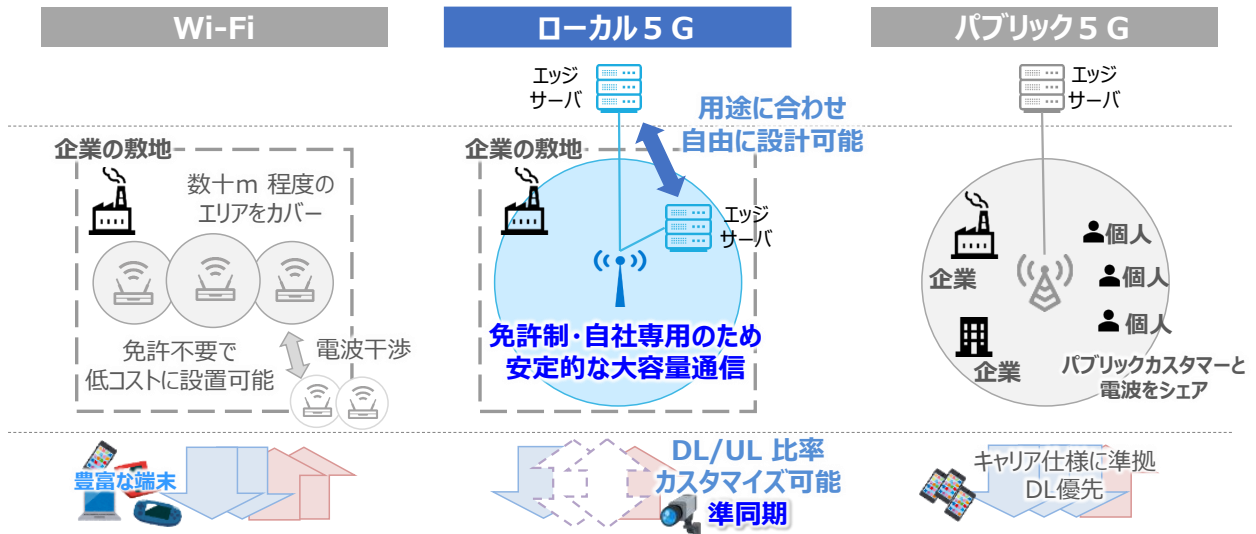 Wi-Fi
企業の敷地
数十m 程度の
エリアをカバー
免許不要で
低コストに設置可能
電波干渉
豊富な端末
ローカル5G
エッジ
サーバ
用途に合わせ
自由に設計可能
企業の敷地
エッジ
サーバ
免許制・自社専用のため
安定的な大容量通信
DL/UL 比率
カスタマイズ可能
準同期
パブリック5G
エッジ
サーバ
個人
個人
個人
企業
企業
パブリックカスタマーと
電波をシェア
キャリア仕様に準拠
DL優先